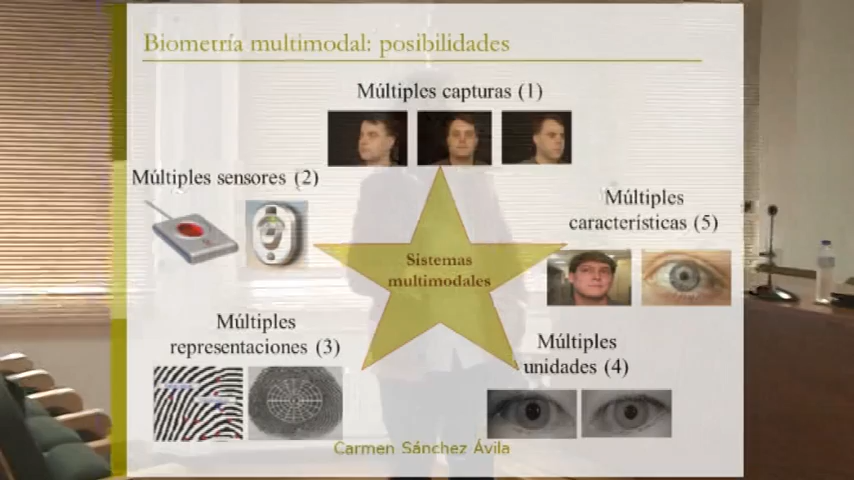 Biometría multimodal: posibilidades
Múltiples capturas (1)
Múltiples sensores (2)
Múltiples
características (5)
Sistemas
multimodales
Múltiples
representaciones (3)
Múltiples
unidades (4)
Carmen Sánchez Ávila